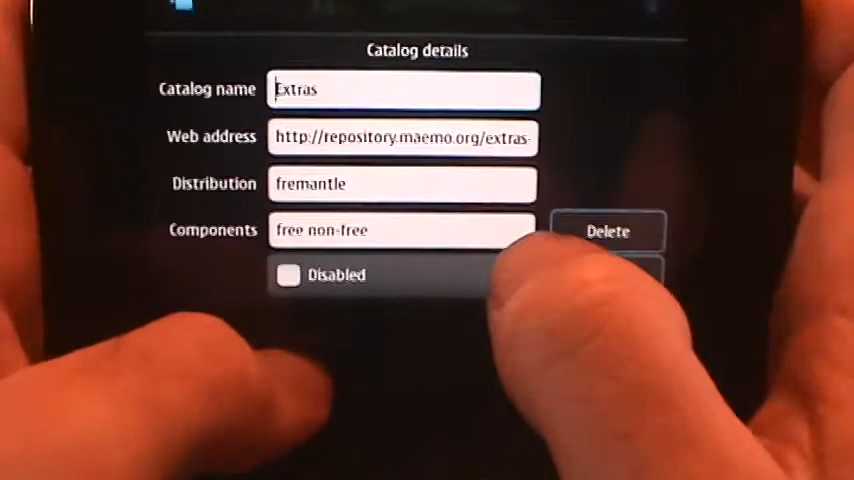 Catalog details
Catalog name Extras
Web address http://repository.maemo.org/extras-
Distribution fremantle
Components free non-free
Delete
Disabled